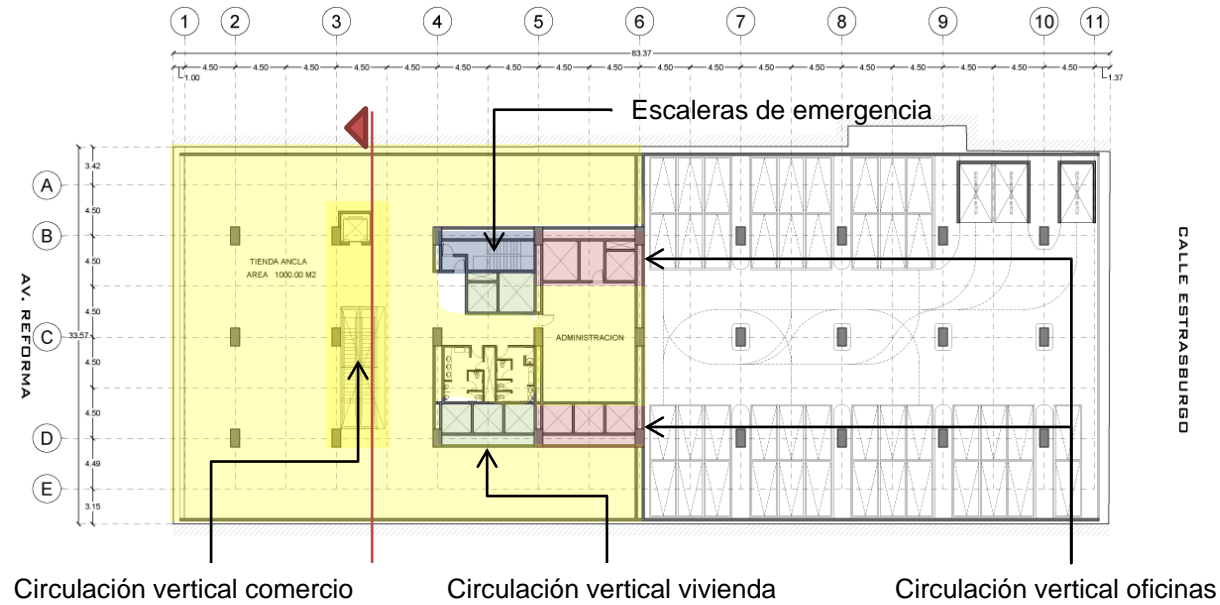 1 2 3 4 5 6 7 8 9 10 11
83.37
4.50 4.50 4.50 4.50 4.50 4.50 4.50 4.50 4.50 4.50 4.50 4.50 4.50 4.50 4.50 4.50 4.50 4.50
1.00 1.37
Escaleras de emergencia
3.42
A
4.50
B
4.50
4.50
C
33.57
4.50
4.50
D
4.49
E
3.15
AV. REFORMA
TIENDA ANCLA
AREA 1000.00 M2
ADMINISTRACION
CALLE ESTRASBURGO
Circulación vertical comercio
Circulación vertical vivienda
Circulación vertical oficinas